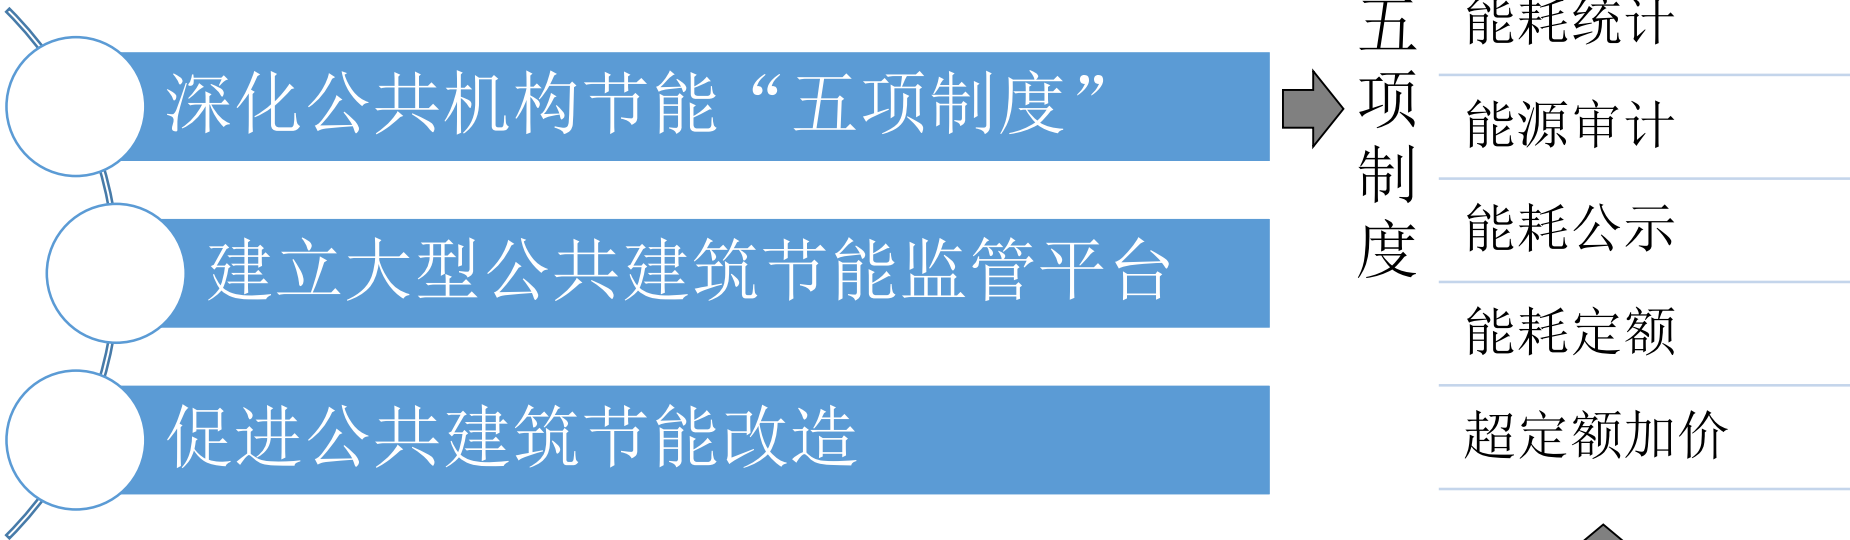 深化公共机构节能“五项制度”
建立大型公共建筑节能监管平台
促进公共建筑节能改造
五项制度
能耗统计
能源审计
能耗公示
能耗定额
超定额加价